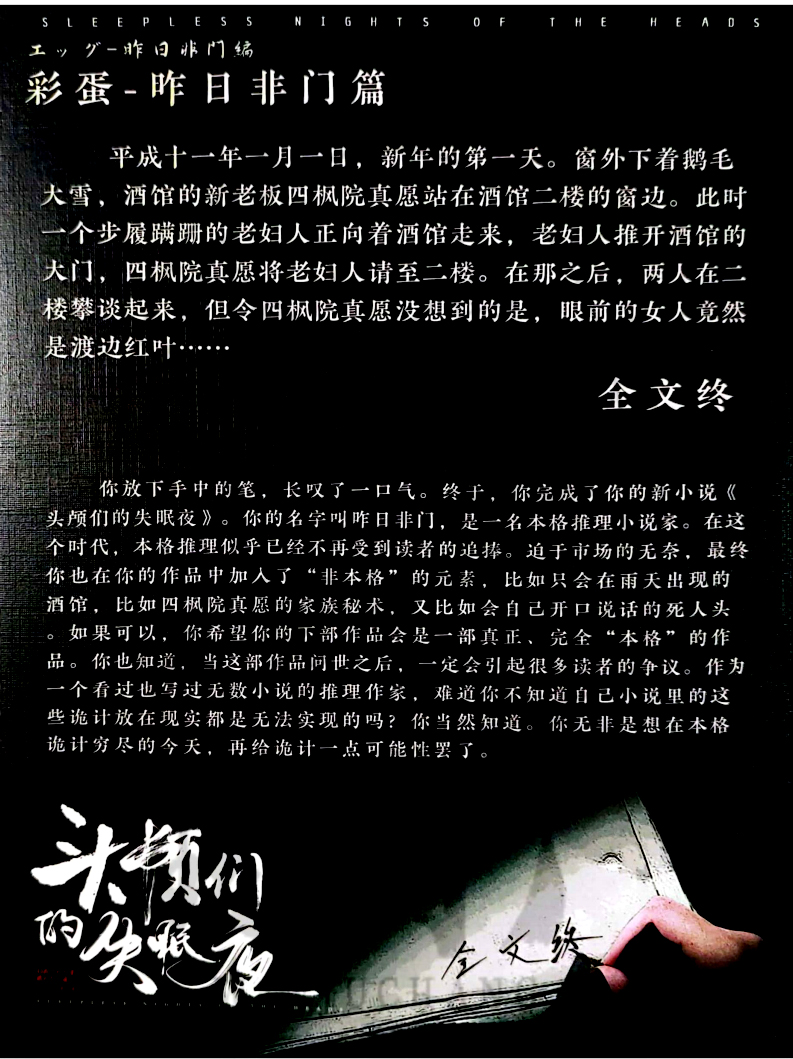 SLEEPLESS NIGHTS OF THE HEADS
エッグ-昨日非门编
彩蛋-昨日非门篇
平成十一年一月一日，新年的第一天。窗外下着鹅毛
大雪，酒馆的新老板四枫院真愿站在酒馆二楼的窗边。此时
一个步履蹒跚的老妇人正向着酒馆走来，老妇人推开酒馆的
大门，四枫院真愿将老妇人请至二楼。在那之后，两人在二
楼攀谈起来，但令四枫院真愿没想到的是，眼前的女人竟然
是渡边红叶……
全文终
你放下手中的笔，长叹了一口气。终于，你完成了你的新小说《
头颅们的失眠夜》。你的名字叫昨日非门，是一名本格推理小说家。在这
个时代，本格推理似乎已经不再受到读者的追捧。迫于市场的无奈，最终
你也在你的作品中加入了“非本格”的元素，比如只会在雨天出现的
酒馆，比如四枫院真愿的家族秘术，又比如会自己开口说话的死人头
。如果可以，你希望你的下部作品会是一部真正、完全“本格”的作
品。你也知道，当这部作品问世之后，一定会引起很多读者的争议。作为
一个看过也写过无数小说的推理作家，难道你不知道自己小说里的这
些诡计放在现实都是无法实现的吗？你当然知道。你无非是想在本格
诡计穷尽的今天，再给诡计一点可能性罢了。
头颅们
的失眠夜
全文终